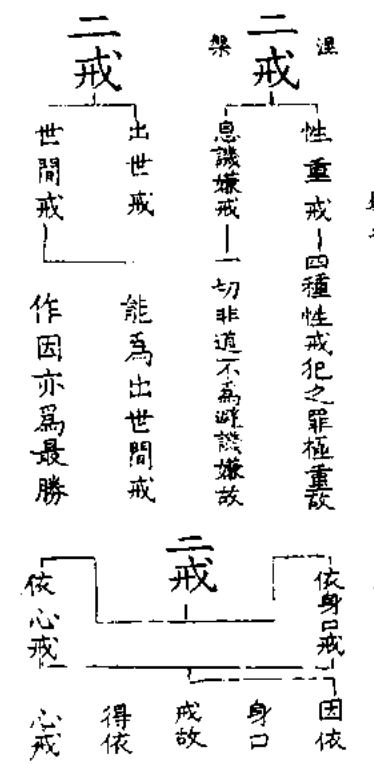 涅槃
二戒
性重戒
四種性戒犯之罪極重故
息譏嫌戒
一切非道不為避譏嫌故
二戒
出世戒
世間戒
能為出世間戒
作因亦為最勝
二戒
依身口戒
依心戒
因依
身口
戒故
得依
心戒